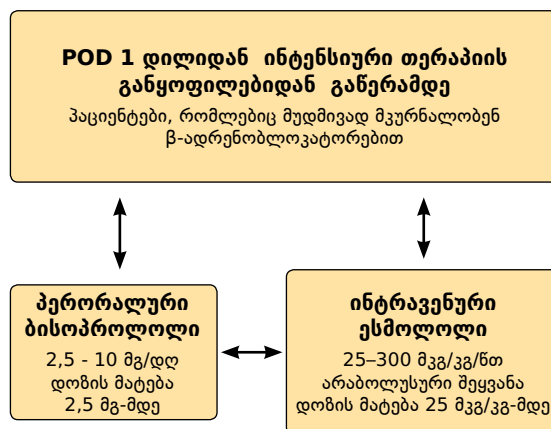 POD 1 დილიდან ინტენსიური თერაპიის
განყოფილებიდან გაწერამდე
პაციენტები, რომლებიც მუდმივად მკურნალობენ
β-ადრენობლოკატორებით
პერორალური
ბისოპროლოლი
2,5 - 10 მგ/დღ
დოზის მატება
2,5 მგ-მდე
ინტრავენური
ესმოლოლი
25–300 მკგ/კგ/წთ
არაბოლუსური შეყვანა
დოზის მატება 25 მკგ/კგ-მდე